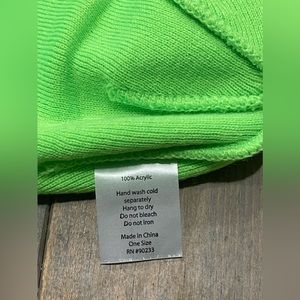 100% Acrylic
Hand wash cold
separately
Hang to dry
Do not bleach
Do not Iron
Made In China
One Size
RN #90233